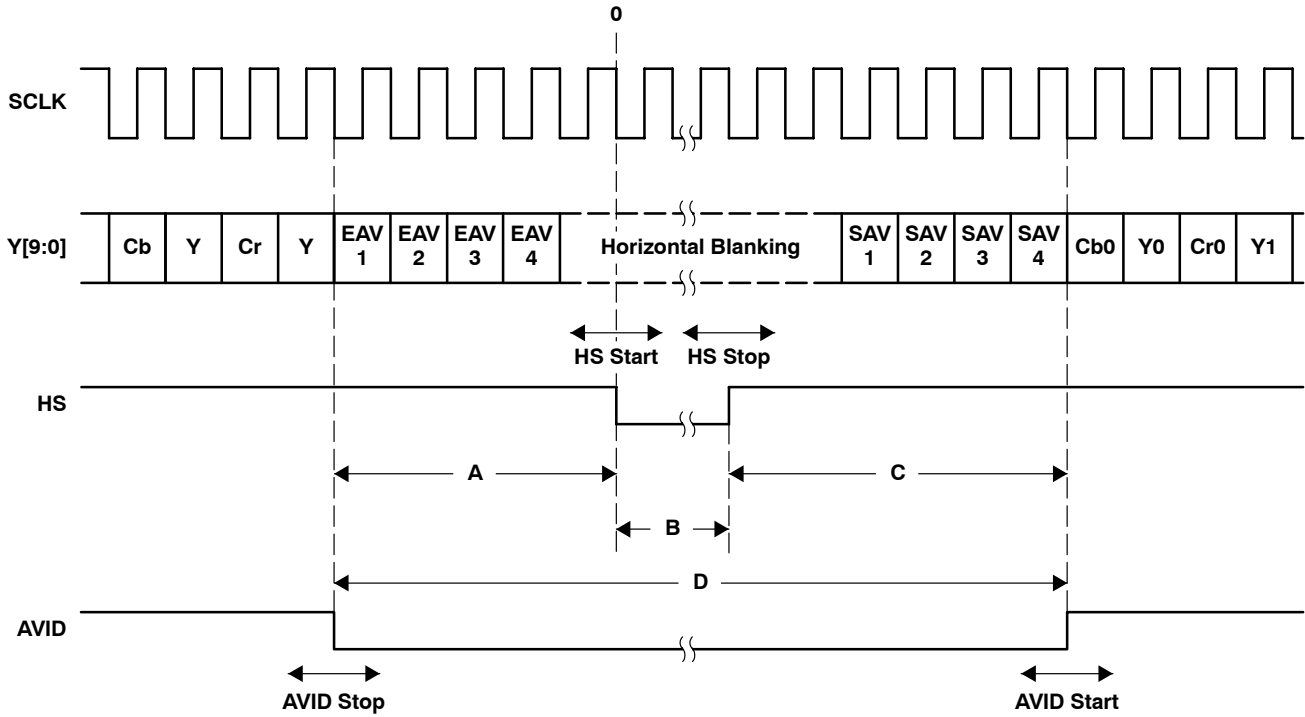 0
SCLK
Y[9:0] Cb Y Cr Y EAV 1 EAV 2 EAV 3 EAV 4 Horizontal Blanking SAV 1 SAV 2 SAV 3 SAV 4 Cb0 Y0 Cr0 Y1
HS Start HS Stop
HS
A C
B
D
AVID
AVID Stop AVID Start